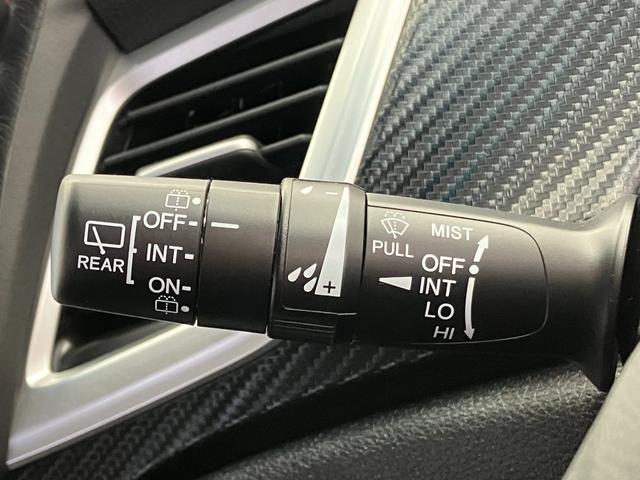 OFF
INT
ON
REAR
-
+
PULL
MIST
OFF
INT
LO
HI